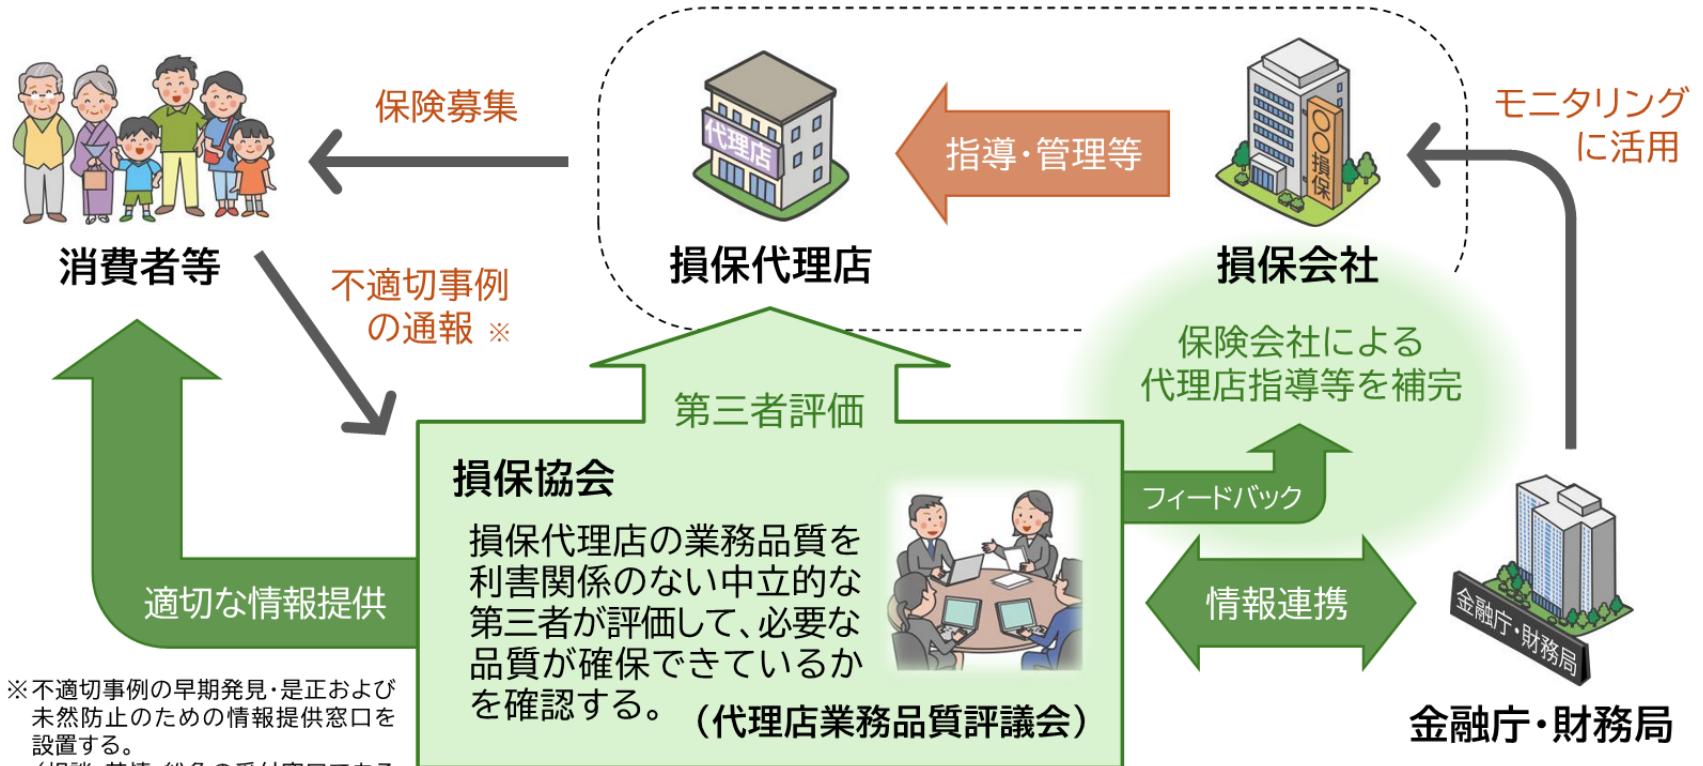 保険募集
モニタリング
に活用
代理店
指導・管理等
〇〇損保
消費者等
損保代理店
損保会社
不適切事例
の通報 ※
保険会社による
代理店指導等を補完
第三者評価
損保協会
フィードバック
損保代理店の業務品質を
利害関係のない中立的な
第三者が評価して、必要な
品質が確保できているか
を確認する。
(代理店業務品質評議会)
適切な情報提供
情報連携
金融庁・財務局
金融庁・財務局
※不適切事例の早期発見・是正および
未然防止のための情報提供窓口を
設置する。